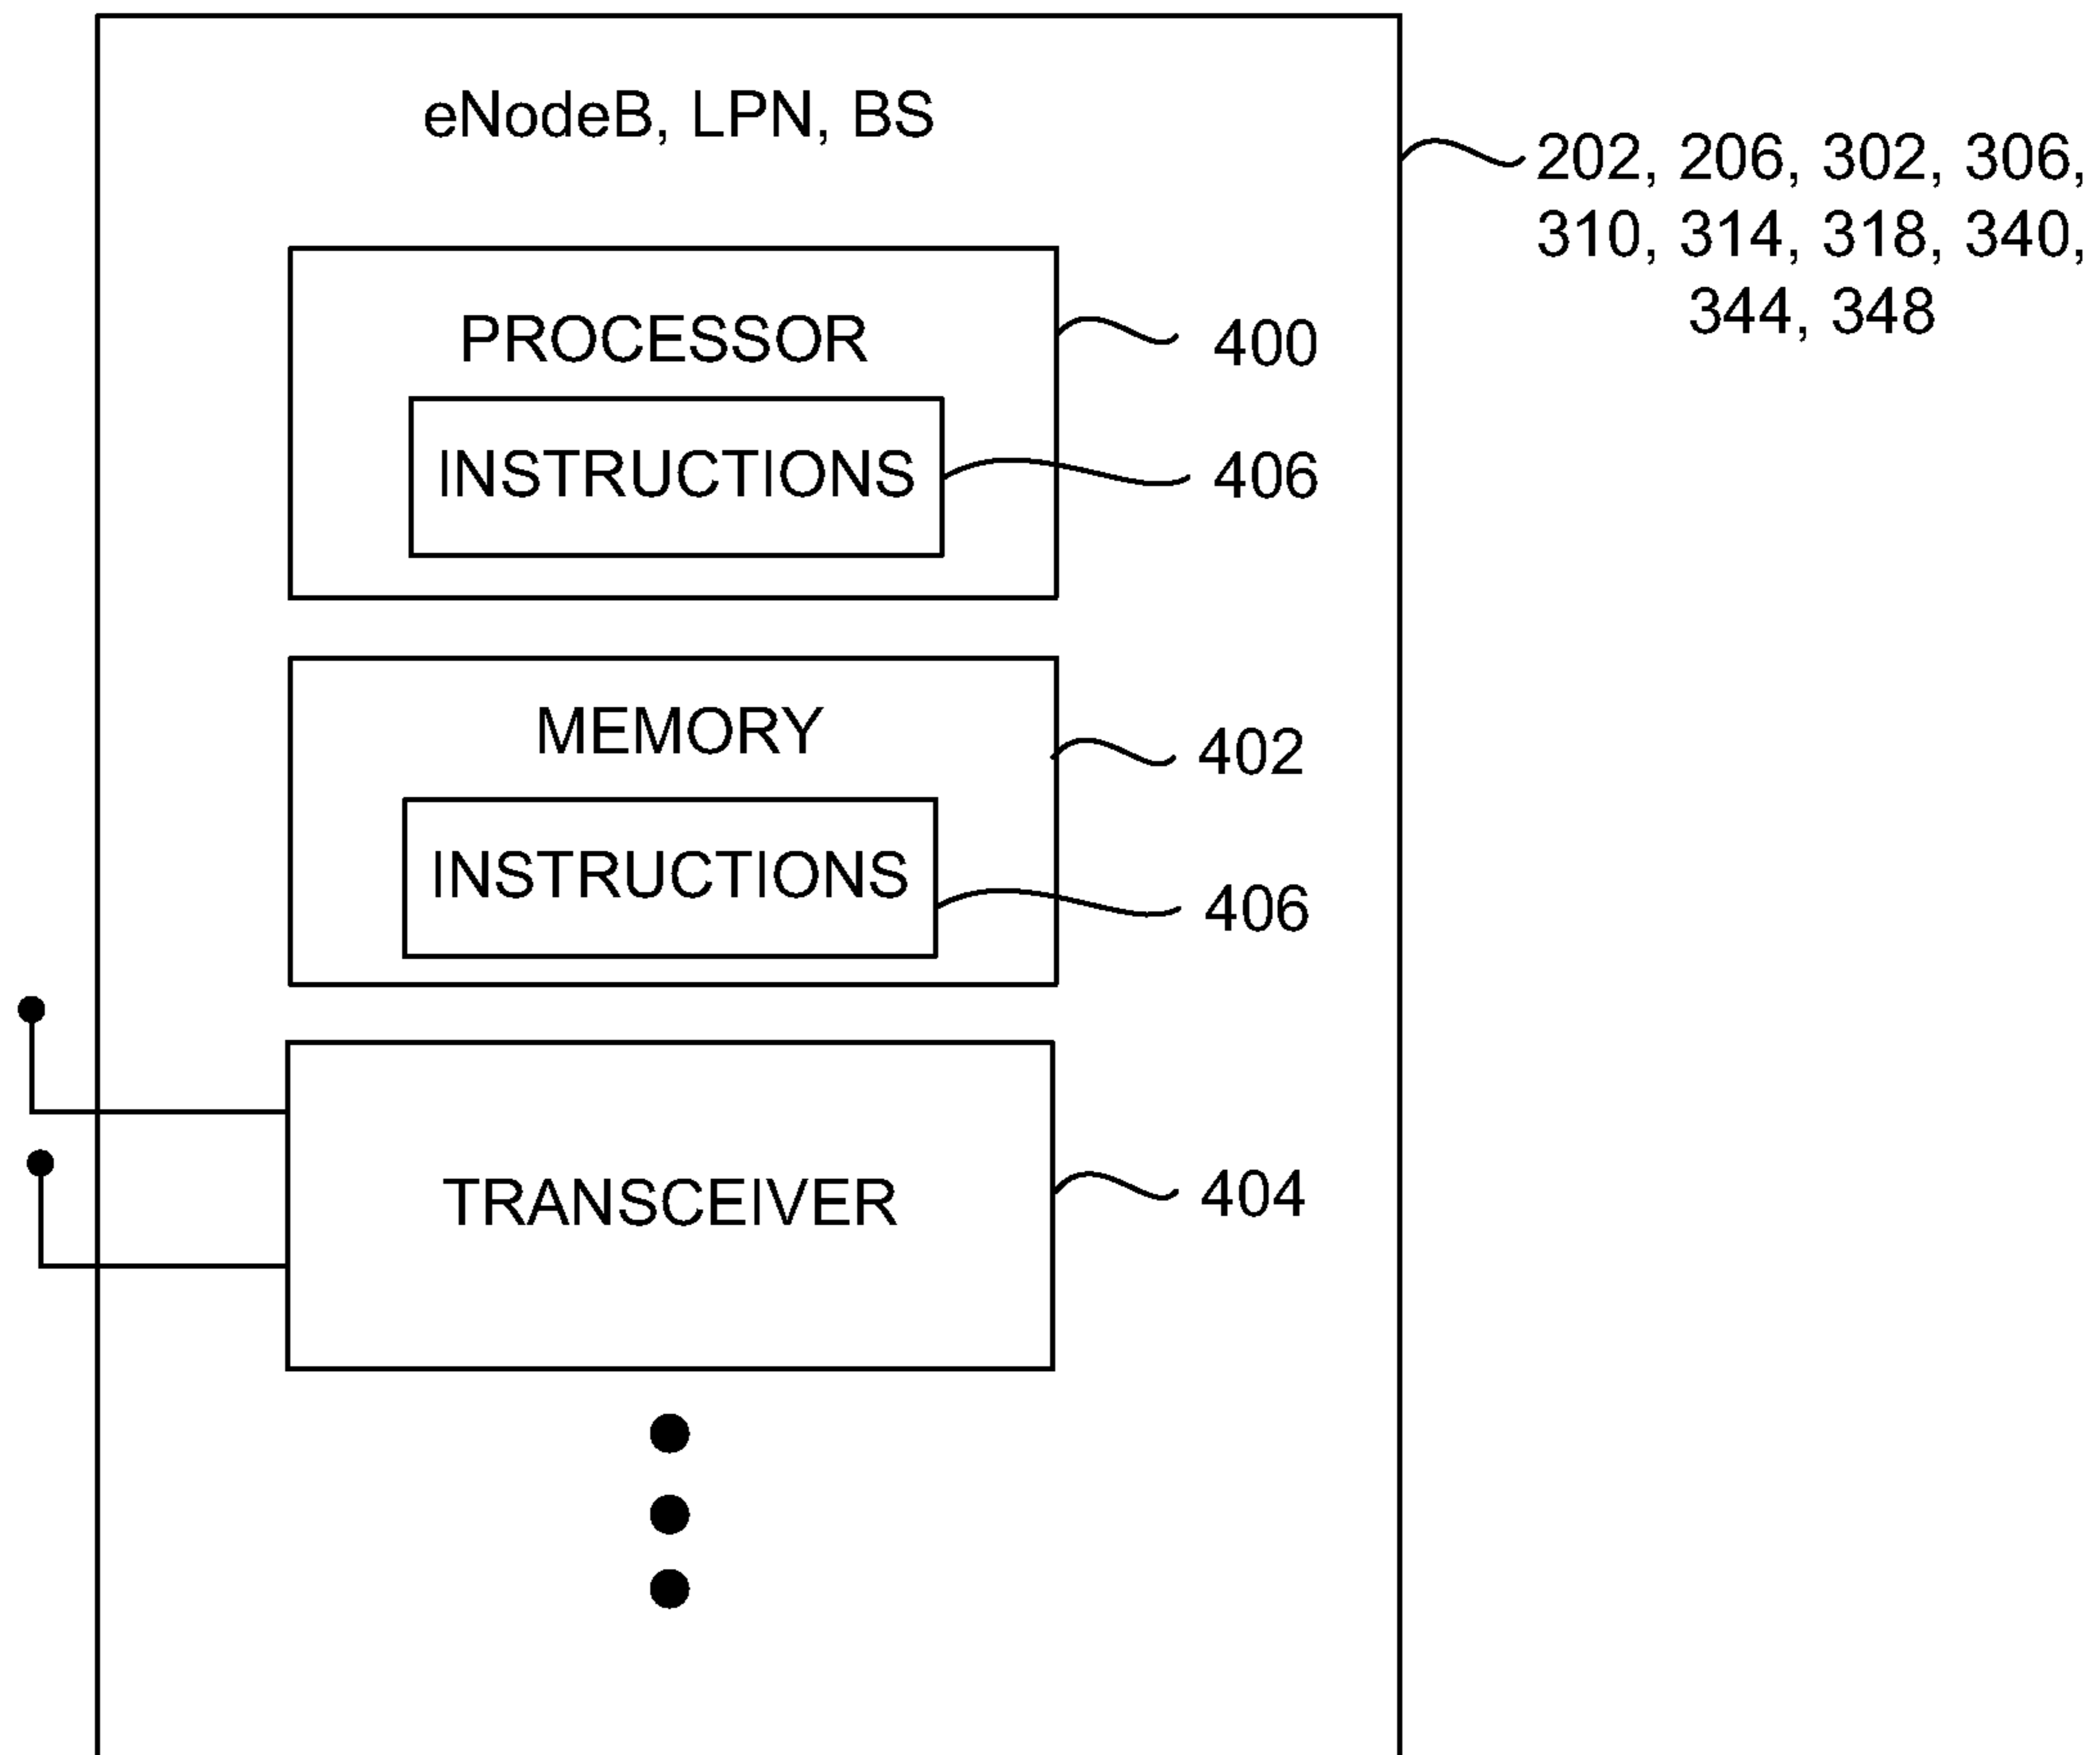 eNodeB, LPN, BS
202, 206, 302, 306,
310, 314, 318, 340,
344, 348
PROCESSOR
400
INSTRUCTIONS
406
MEMORY
402
INSTRUCTIONS
406
TRANSCEIVER
404